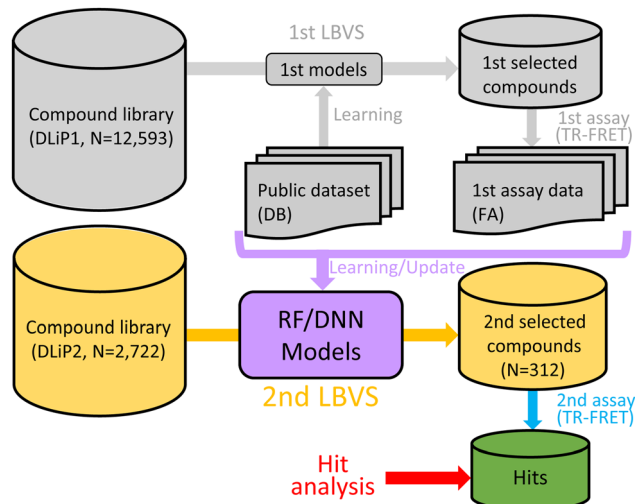 1st LBVS
1st models
Compound library
(DLiP1, N=12,593)
1st selected
compounds
Learning
1st assay
(TR-FRET)
Public dataset
(DB)
1st assay data
(FA)
Learning/Update
Compound library
(DLiP2, N=2,722)
RF/DNN
Models
2nd LBVS
2nd selected
compounds
(N=312)
2nd assay
(TR-FRET)
Hit
analysis
Hits